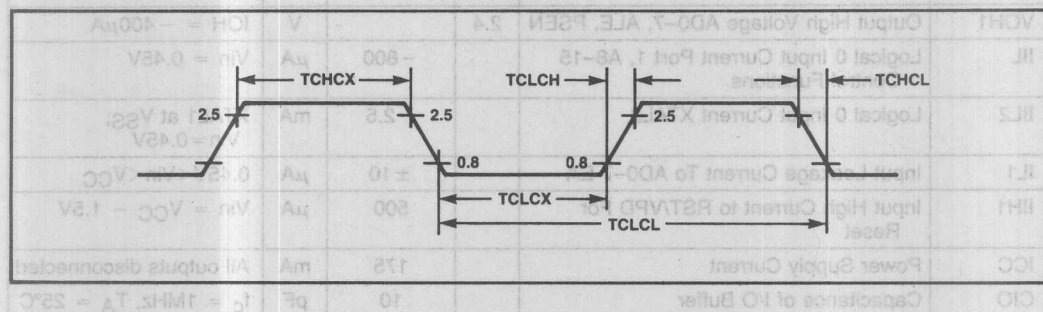 VOH1 Output High Voltage AD0–7, ALE, PSEN 2.4 - V IOH = –400µA
IIL Logical 0 Input Current Port 1, A8–15 –800 µA Vin = 0.45V
Functions
TCHCX TCLCH TCHCL
2.5 2.5 2.5
IIL2 Logical 0 Input Current 2.5 mA at VSS,
Vin = 0.45V
0.8 0.8
IL1 Input Leakage Current To AD0– ±10 µA 0.45 < Vin < VCC
TCLCX
IIH1 Input High Current to RST/VPD For 500 µA Vin = VCC – 1.5V
Reset
TCLCL
ICC Power Supply Current 175 mA All outputs disconnected
CIO Capacitance of I/O Buffer 10 pF fc = 1MHz, TA = 25°C